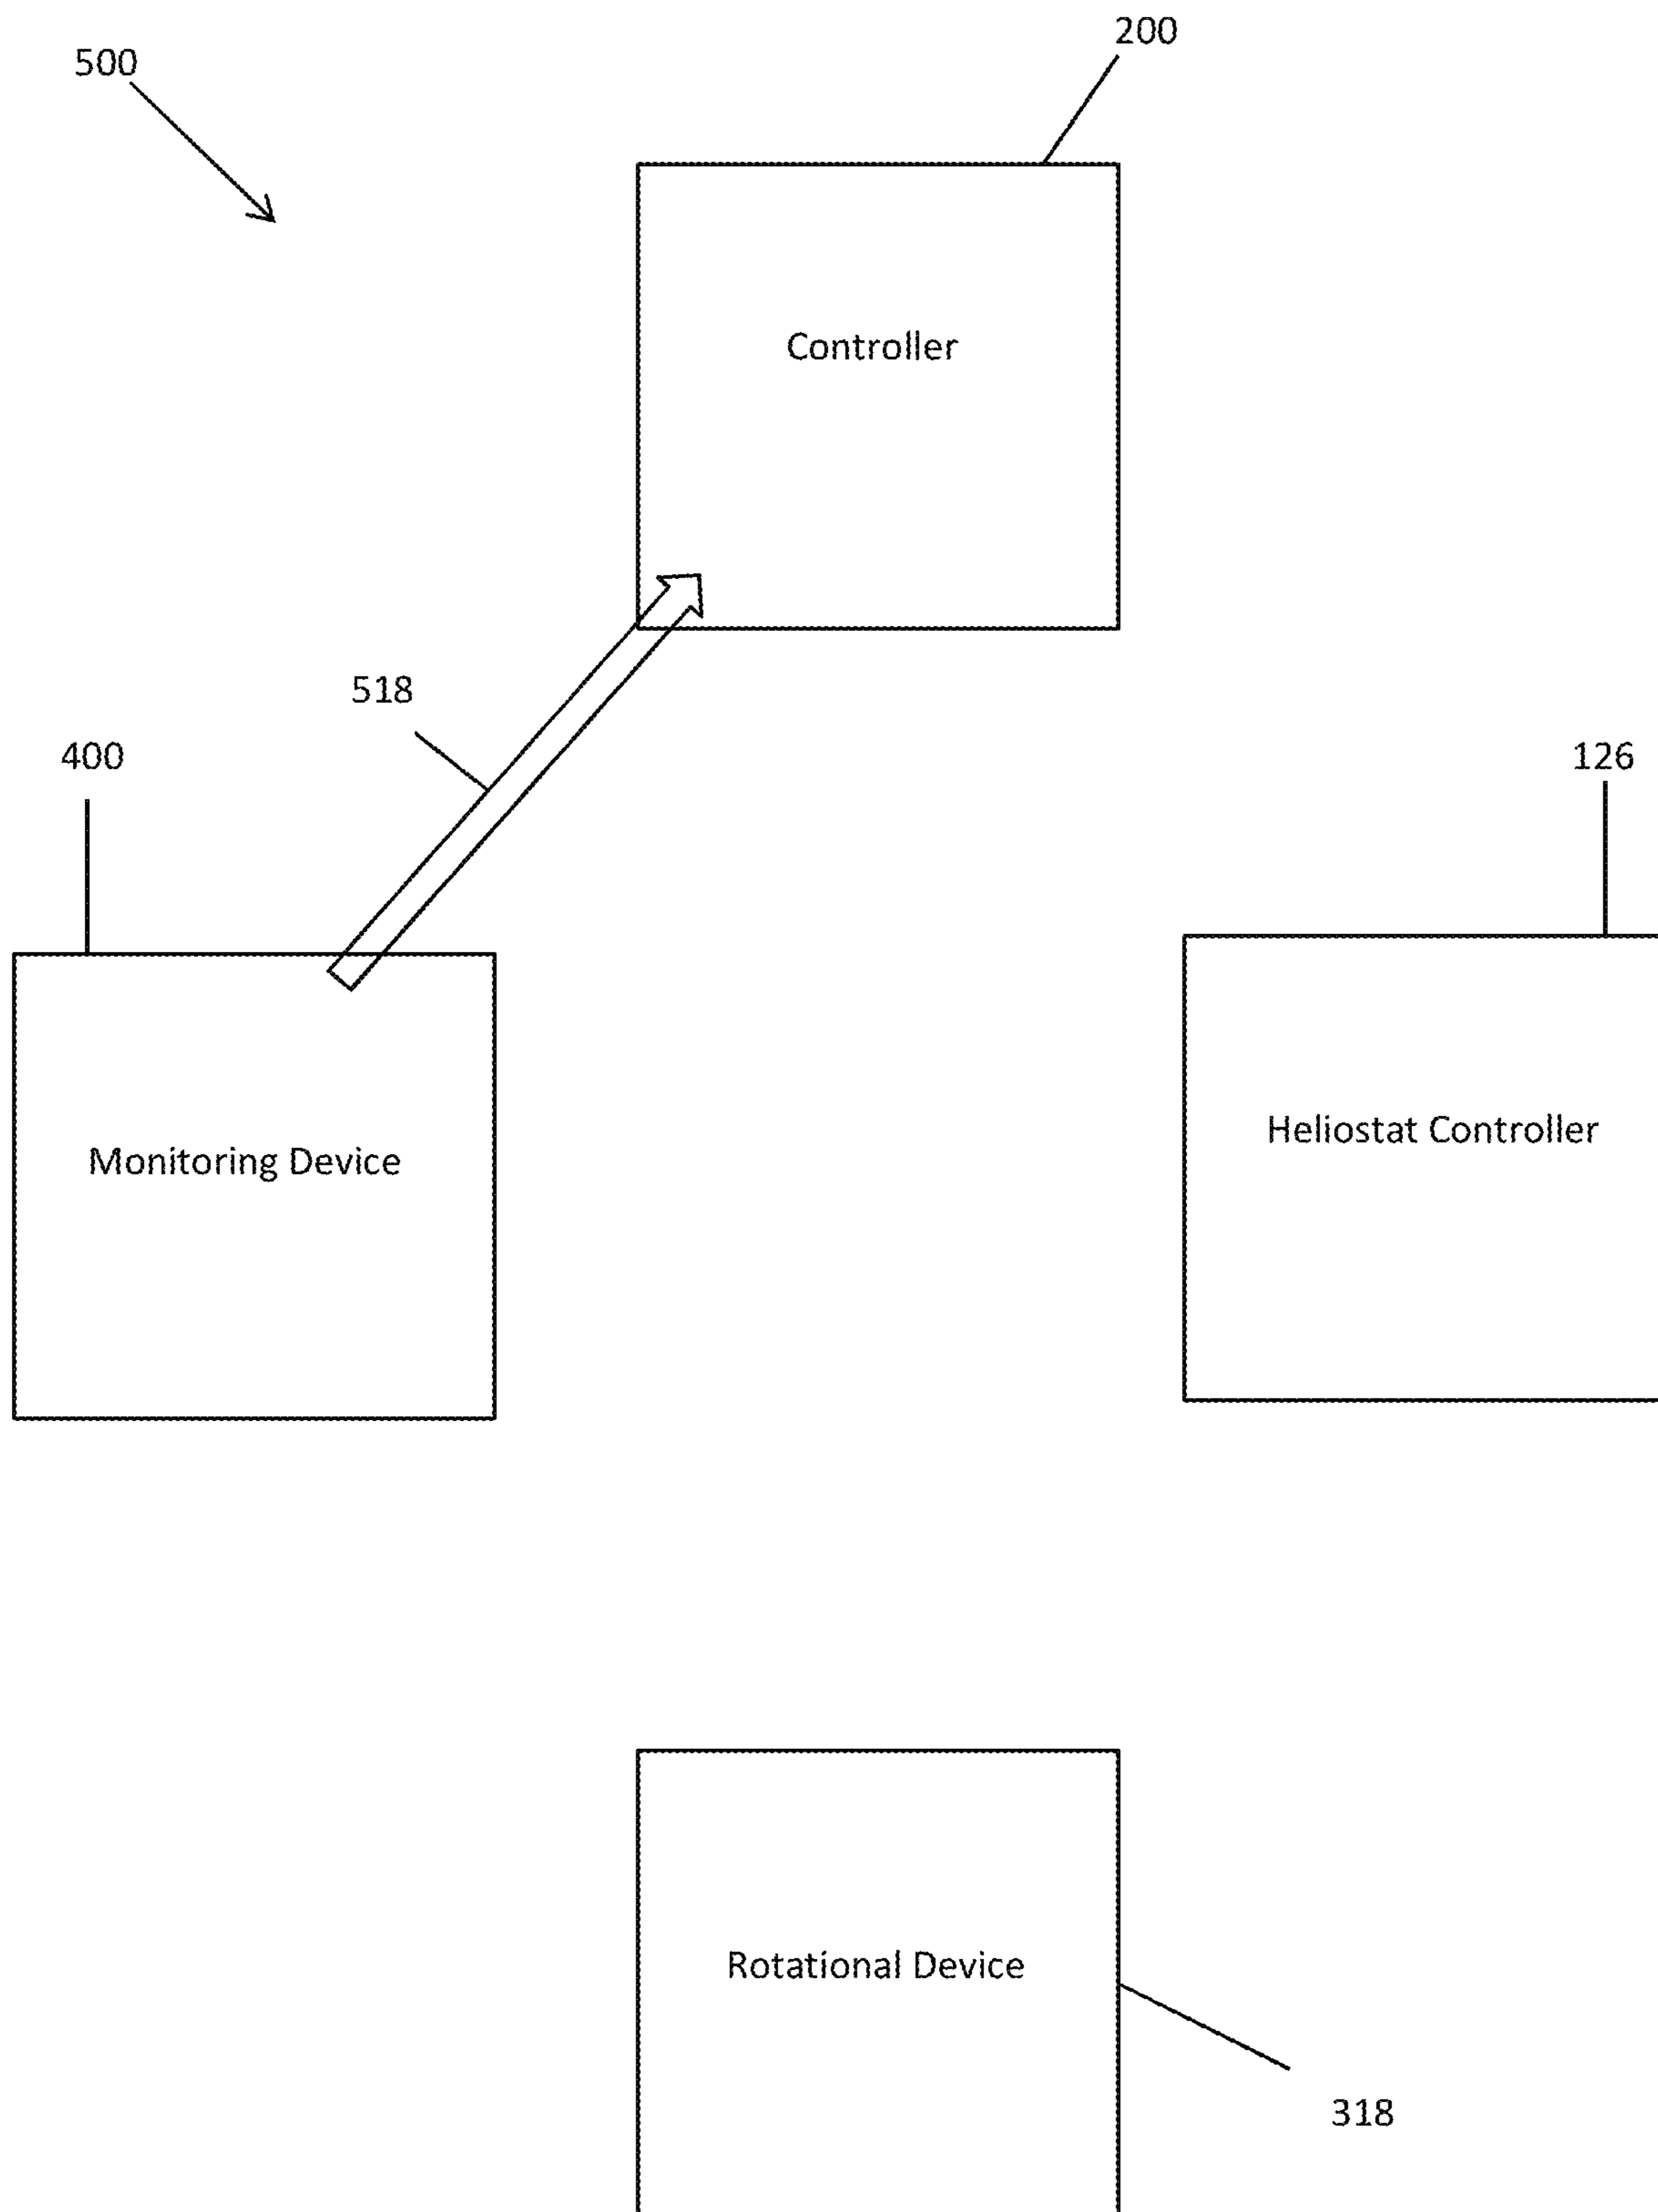 200
500
Controller
518
400
126
Heliostat Controller
Monitoring Device
Rotational Device
318